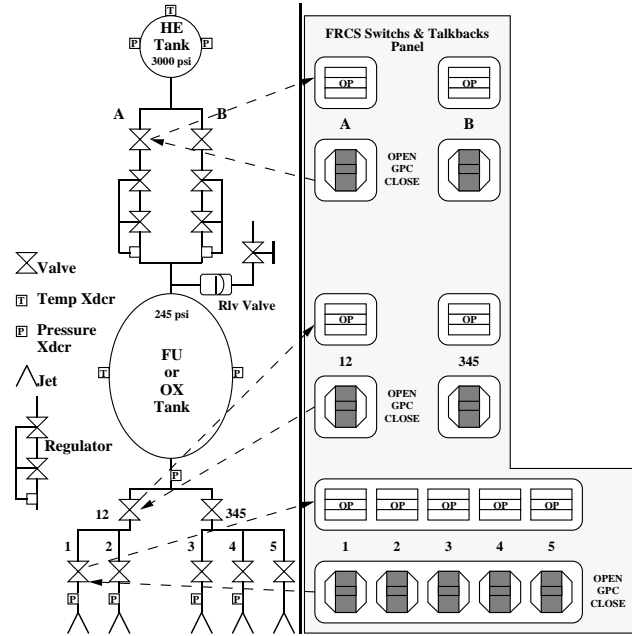 T
HE
Tank
3000 psi
P
P
A
B
Valve
T
Temp Xdcr
P
Pressure
Xdcr
Jet
Regulator
Rlv Valve
245 psi
FU
or
OX
Tank
T
P
P
12
345
1
2
3
4
5
P
P
P
P
FRCS Switchs & Talkbacks
Panel
OP
OP
A
B
OPEN
GPC
CLOSE
OP
OP
12
345
OPEN
GPC
CLOSE
OP
OP
OP
OP
OP
1
2
3
4
5
OPEN
GPC
CLOSE